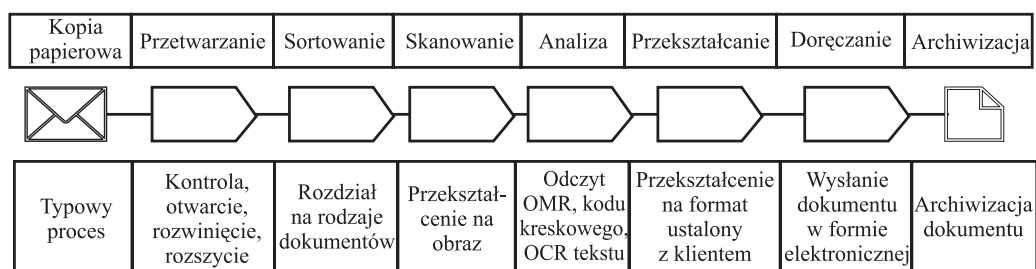 Kopia
papierowa
Przetwarzanie
Sortowanie
Skanowanie
Analiza
Przekształcanie
Doręczanie
Archiwizacja
Typowy
proces
Kontrola,
otwarcie,
rozwinięcie,
rozszycie
Rozdział
na rodzaje
dokumentów
Przekształ-
cenie na
obraz
Odczyt
OMR, kodu
kreskowego,
OCR tekstu
Przekształcenie
na format
ustalony
z klientem
Wysłanie
dokumentu
w formie
elektronicznej
Archiwizacja
dokumentu